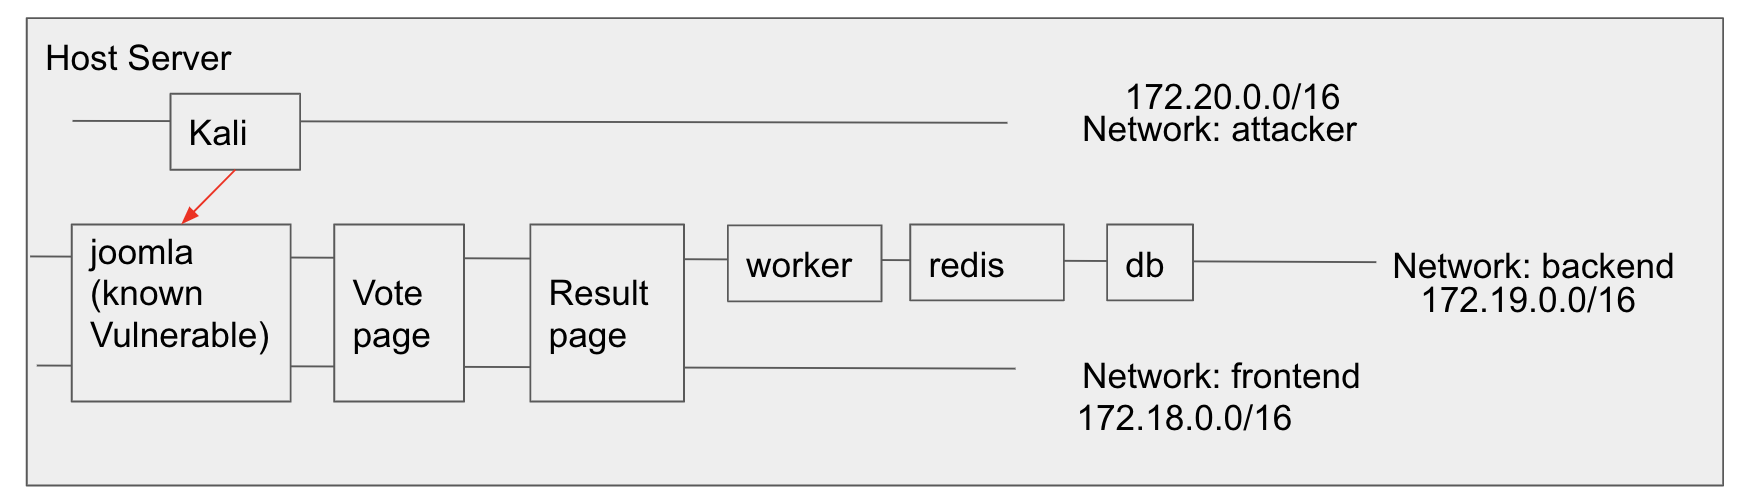 Host Server
172.20.0.0/16
Kali
Network: attacker
joomla
(known
Vulnerable)
Vote
page
Result
page
worker
redis
db
Network: backend
172.19.0.0/16
Network: frontend
172.18.0.0/16